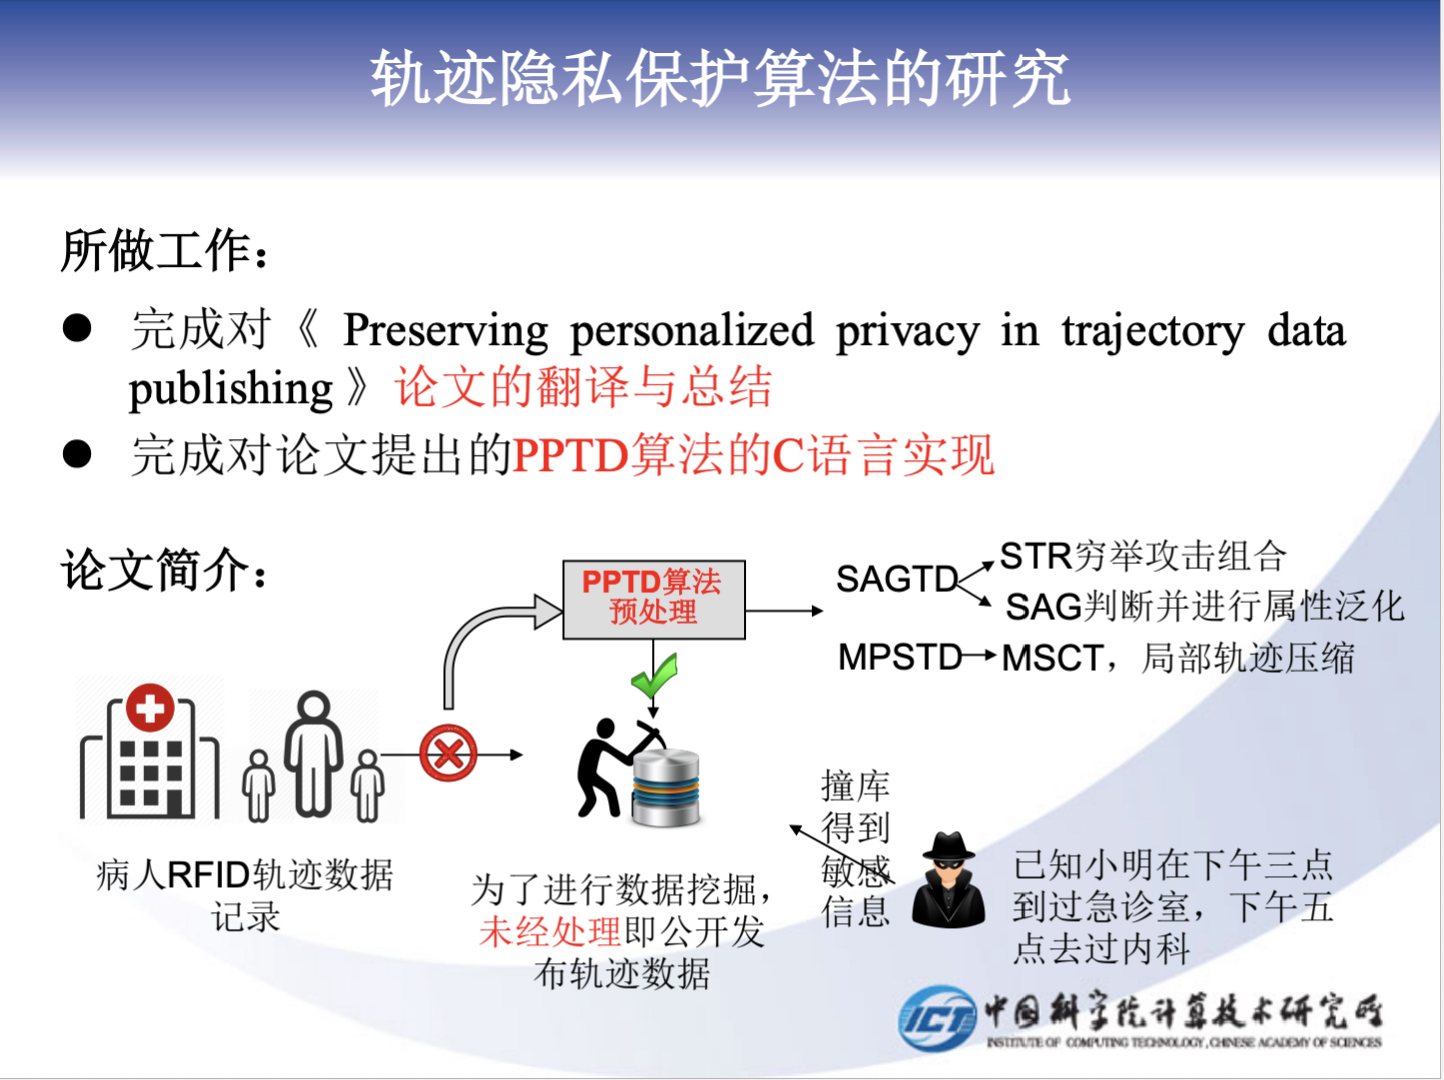 轨迹隐私保护算法的研究
所做工作：
● 完成对《 Preserving personalized privacy in trajectory data
publishing 》论文的翻译与总结
● 完成对论文提出的PPTD算法的C语言实现
论文简介：
PPTD算法
预处理
SAGTD
STR穷举攻击组合
SAG判断并进行属性泛化
MPSTD
MSCT，局部轨迹压缩
病人RFID轨迹数据
记录
为了进行数据挖掘，
未经处理即公开发
布轨迹数据
撞库
得到
敏感
信息
已知小明在下午三点
到过急诊室，下午五
点去过内科
ICT
中国科学院计算技术研究所
INSTITUTE OF COMPUTING TECHNOLOGY, CHINESE ACADEMY OF SCIENCES